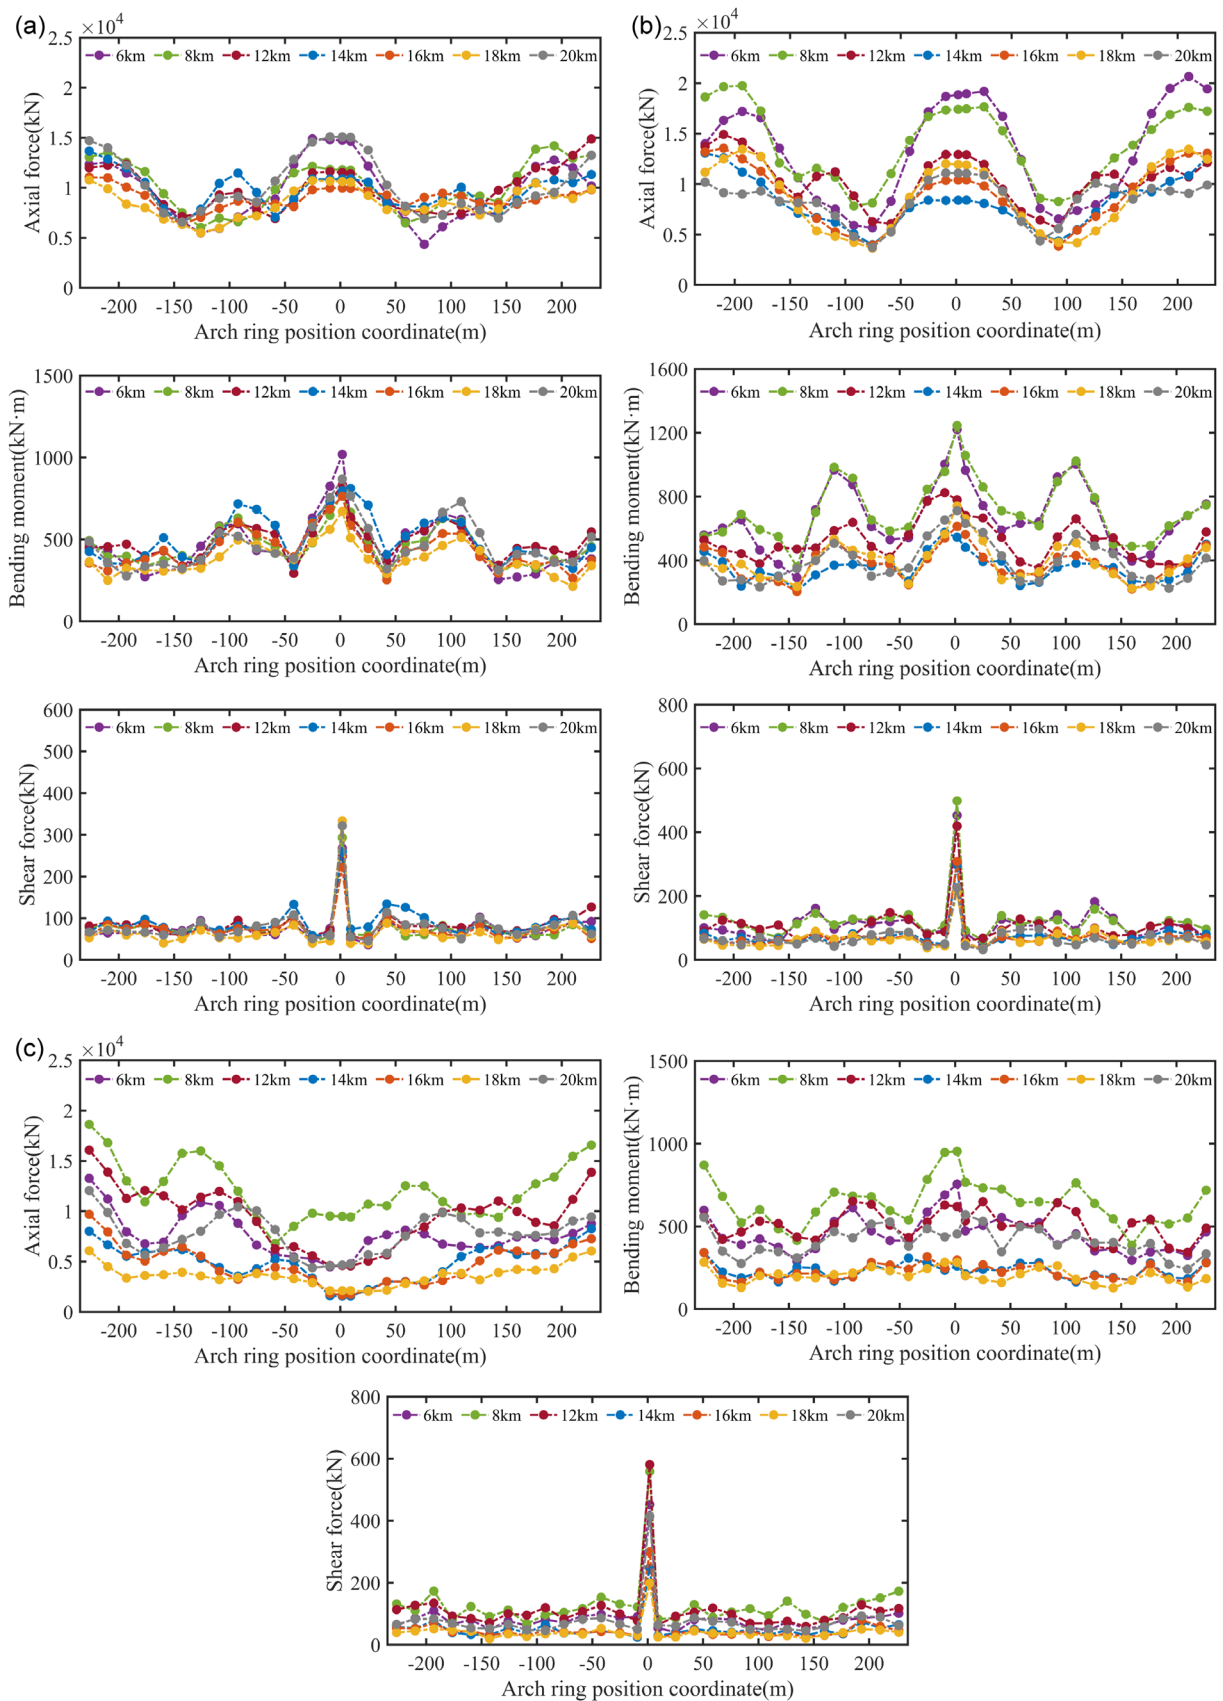 (a)
×10⁴
2.5
2
1.5
1
0.5
0
Axial force(kN)
6km 8km 12km 14km 16km 18km 20km
-200 -150 -100 -50 0 50 100 150 200
Arch ring position coordinate(m)
(b)
×10⁴
2.5
2
1.5
1
0.5
0
Axial force(kN)
6km 8km 12km 14km 16km 18km 20km
-200 -150 -100 -50 0 50 100 150 200
Arch ring position coordinate(m)
1500
1000
500
0
Bending moment(kN·m)
6km 8km 12km 14km 16km 18km 20km
-200 -150 -100 -50 0 50 100 150 200
Arch ring position coordinate(m)
1600
1200
800
400
0
Bending moment(kN·m)
6km 8km 12km 14km 16km 18km 20km
-200 -150 -100 -50 0 50 100 150 200
Arch ring position coordinate(m)
600
500
400
300
200
100
0
Shear force(kN)
6km 8km 12km 14km 16km 18km 20km
-200 -150 -100 -50 0 50 100 150 200
Arch ring position coordinate(m)
800
600
400
200
0
Shear force(kN)
6km 8km 12km 14km 16km 18km 20km
-200 -150 -100 -50 0 50 100 150 200
Arch ring position coordinate(m)
(c)
×10⁴
2.5
2
1.5
1
0.5
0
Axial force(kN)
6km 8km 12km 14km 16km 18km 20km
-200 -150 -100 -50 0 50 100 150 200
Arch ring position coordinate(m)
1500
1000
500
0
Bending moment(kN·m)
6km 8km 12km 14km 16km 18km 20km
-200 -150 -100 -50 0 50 100 150 200
Arch ring position coordinate(m)
800
600
400
200
0
Shear force(kN)
6km 8km 12km 14km 16km 18km 20km
-200 -150 -100 -50 0 50 100 150 200
Arch ring position coordinate(m)